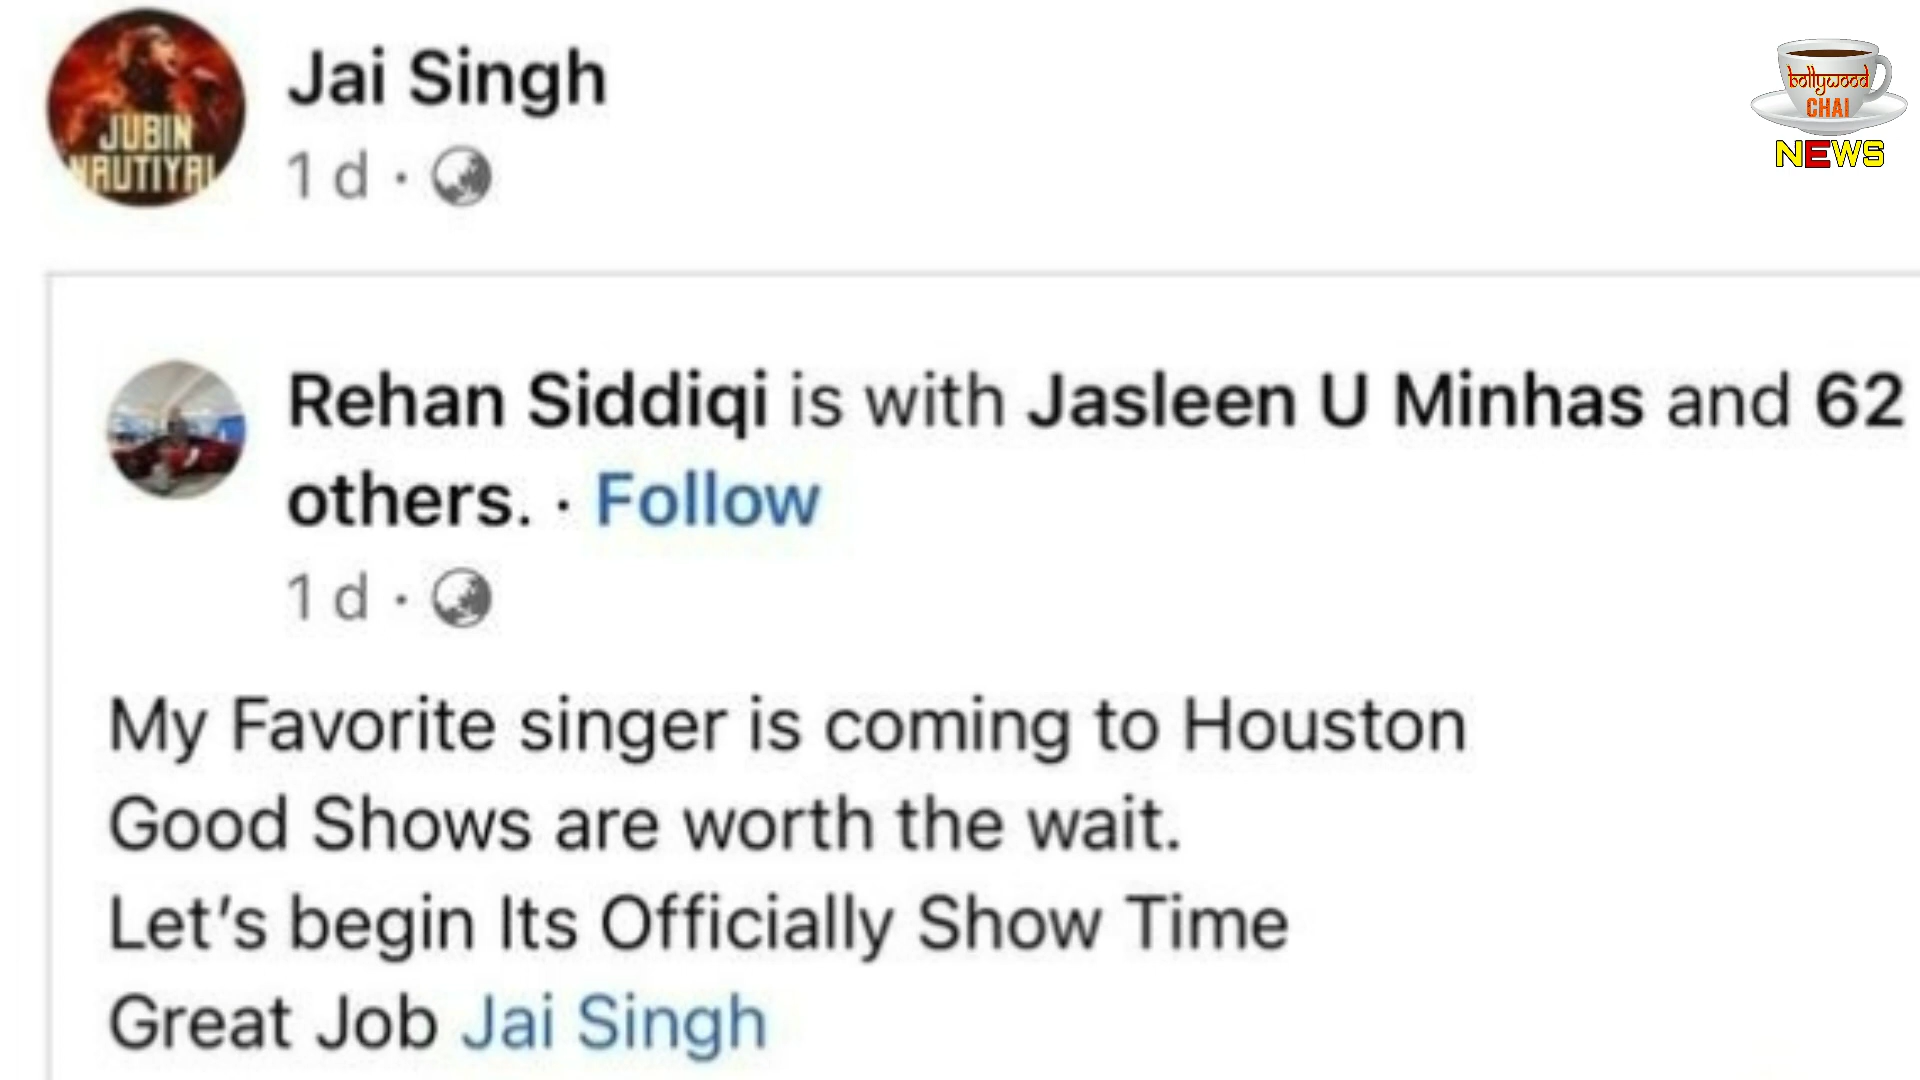 JUBIN
NAUTIYAL
Jai Singh
1 d ·
bollywood
CHAI
NEWS
Rehan Siddiqi is with Jasleen U Minhas and 62
others. · Follow
1 d ·
My Favorite singer is coming to Houston
Good Shows are worth the wait.
Let's begin Its Officially Show Time
Great Job Jai Singh